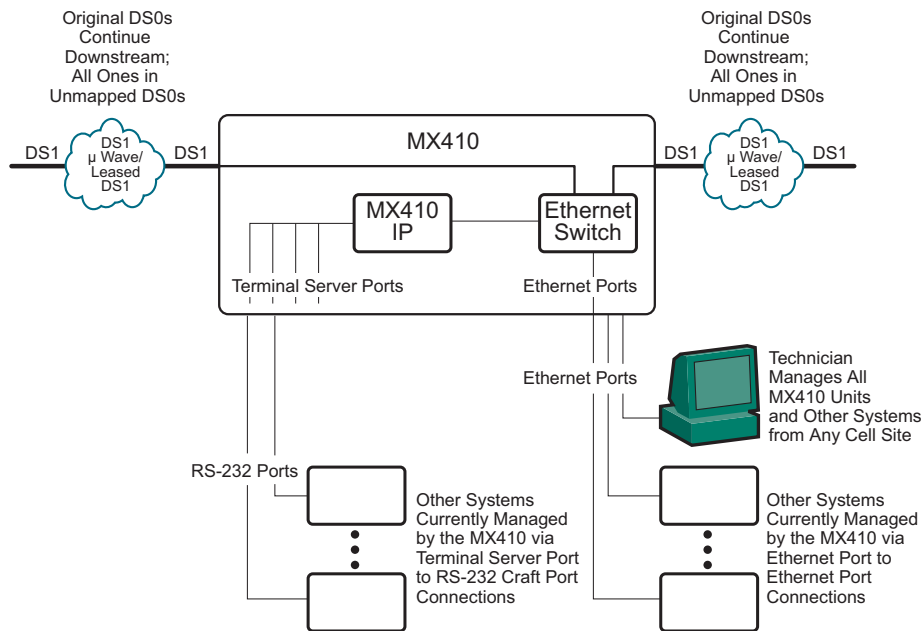 Original DS0s
Continue
Downstream;
All Ones in
Unmapped DS0s
Original DS0s
Continue
Downstream;
All Ones in
Unmapped DS0s
DS1
DS1
µ Wave/
Leased
DS1
DS1
MX410
DS1
DS1
µ Wave/
Leased
DS1
DS1
MX410
IP
Ethernet
Switch
Terminal Server Ports
Ethernet Ports
Ethernet Ports
Technician
Manages All
MX410 Units
and Other Systems
from Any Cell Site
RS-232 Ports
Other Systems
Currently Managed
by the MX410 via
Terminal Server Port
to RS-232 Craft Port
Connections
Other Systems
Currently Managed
by the MX410 via
Ethernet Port to
Ethernet Port
Connections